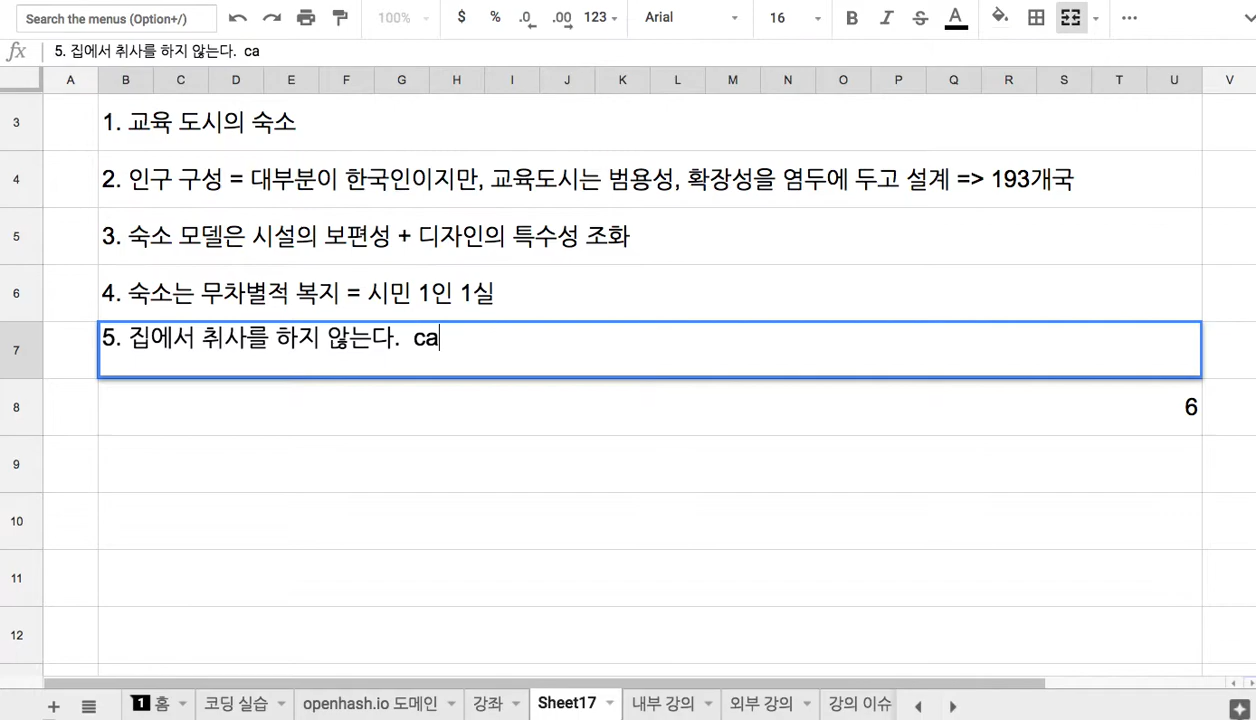 Search the menus (Option+/) 100% $ % .0 .00 123 Arial 16 B I S A
fx 5. 집에서 취사를 하지 않는다.  ca
A B C D E F G H I J K L M N O P Q R S T U V
3 1. 교육 도시의 숙소
4 2. 인구 구성 = 대부분이 한국인이지만, 교육도시는 범용성, 확장성을 염두에 두고 설계 => 193개국
5 3. 숙소 모델은 시설의 보편성 + 디자인의 특수성 조화
6 4. 숙소는 무차별적 복지 = 시민 1인 1실
7 5. 집에서 취사를 하지 않는다.  ca
8 6
9
10
11
12
1 홈 코딩 실습 openhash.io 도메인 강좌 Sheet17 내부 강의 외부 강의 강의 이슈